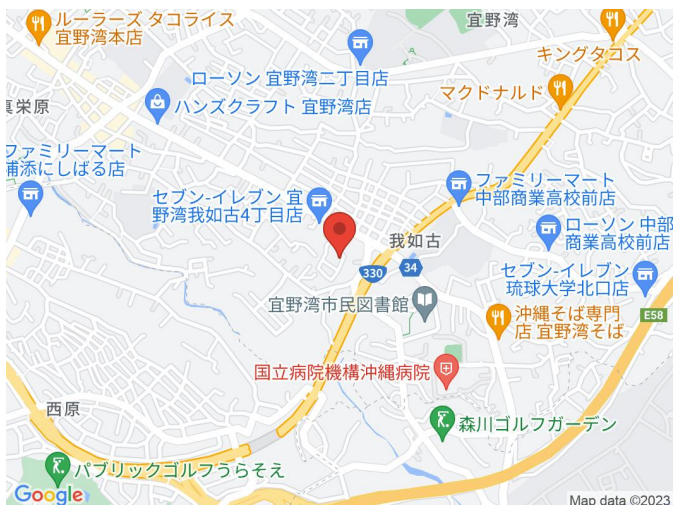 ルーラーズ タコライス
宜野湾本店
宜野湾
キングタコス
ローソン 宜野湾二丁目店
マクドナルド
ハンズクラフト 宜野湾店
真栄原
ファミリーマート
浦添にしばる店
セブン-イレブン 宜
野湾我如古4丁目店
ファミリーマート
中部商業高校前店
ローソン 中部
商業高校前店
我如古
330
34
セブン-イレブン
琉球大学北口店
宜野湾市民図書館
E58
沖縄そば専門
店 宜野湾そば
国立病院機構沖縄病院
西原
森川ゴルフガーデン
パブリックゴルフうらそえ
Google
Map data ©2023